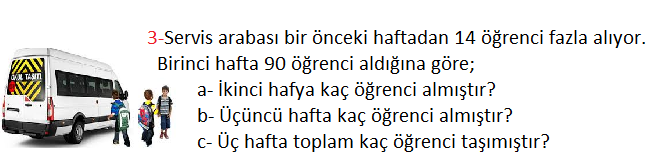 3-Servis arabası bir önceki haftadan 14 öğrenci fazla alıyor.
Birinci hafta 90 öğrenci aldığına göre;
a- İkinci hafya kaç öğrenci almıştır?
b- Üçüncü hafta kaç öğrenci almıştır?
c- Üç hafta toplam kaç öğrenci taşımıştır?
OKUL TAŞITI